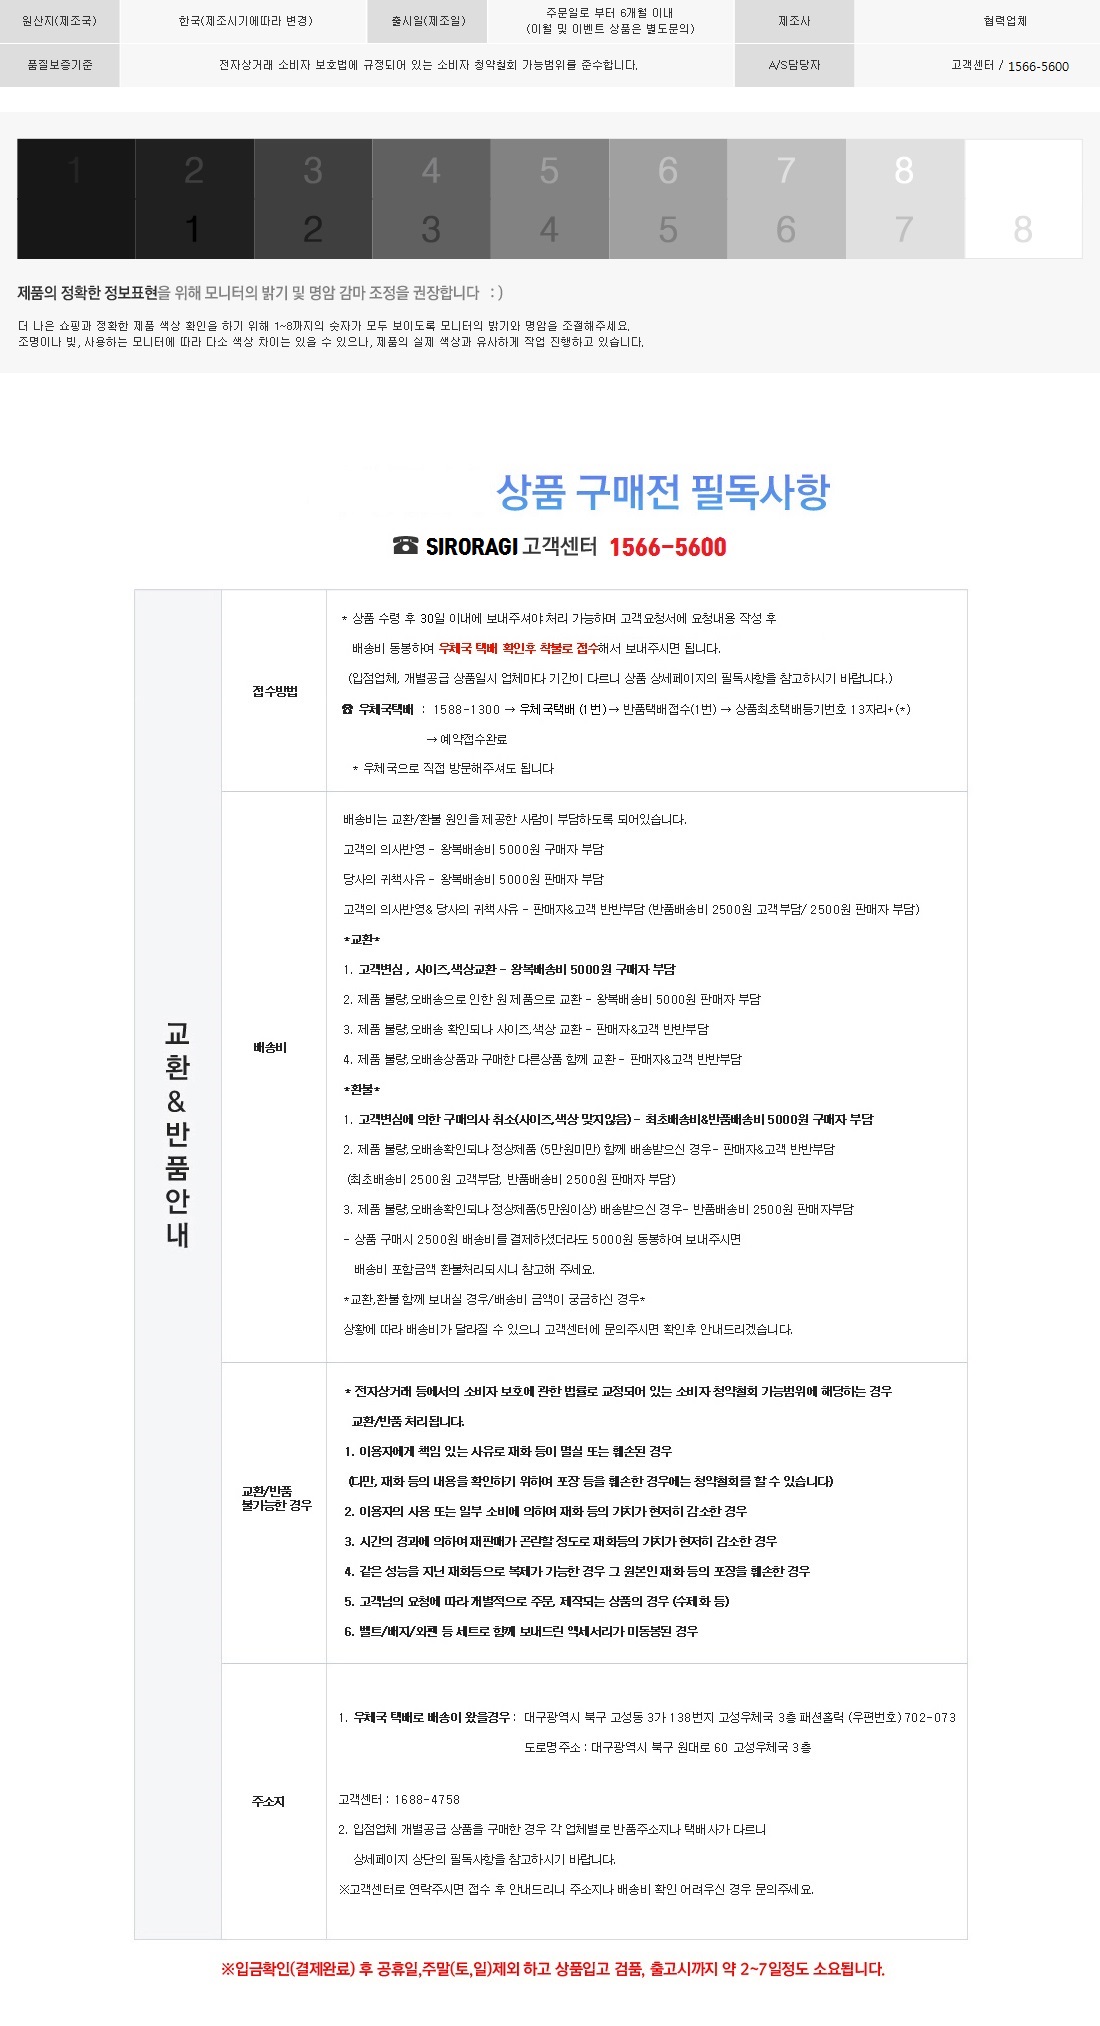 원산지(제조국)
한국(제조시기에따라 변경)
출시일(제조일)
주문일로 부터 6개월 이내
(이월 및 이벤트 상품은 별도문의)
제조사
협력업체
품질보증기준
전자상거래 소비자 보호법에 규정되어 있는 소비자 청약철회 가능범위를 준수합니다.
A/S담당자
고객센터 / 1566-5600
1 2 3 4 5 6 7 8
1 2 3 4 5 6 7 8
제품의 정확한 정보표현을 위해 모니터의 밝기 및 명암 감마 조정을 권장합니다 : )
더 나은 쇼핑과 정확한 제품 색상 확인을 하기 위해 1~8까지의 숫자가 모두 보이도록 모니터의 밝기와 명암을 조절해주세요.
조명이나 빛, 사용하는 모니터에 따라 다소 색상 차이는 있을 수 있으나, 제품의 실제 색상과 유사하게 작업 진행하고 있습니다.
상품 구매전 필독사항
☎ SIRORAGI 고객센터 1566-5600
교환&반품안내
접수방법
* 상품 수령 후 30일 이내에 보내주셔야 처리 가능하며 고객요청서에 요청내용 작성 후
배송비 동봉하여 우체국 택배 확인후 착불로 접수해서 보내주시면 됩니다.
(입점업체, 개별공급 상품일시 업체마다 기간이 다르니 상품 상세페이지의 필독사항을 참고하시기 바랍니다.)
☎ 우체국택배 : 1588-1300 → 우체국택배 (1번) → 반품택배접수(1번) → 상품최초택배등기번호 13자리+(*)
→ 예약접수완료
* 우체국으로 직접 방문해주셔도 됩니다
배송비
배송비는 교환/환불 원인을 제공한 사람이 부담하도록 되어있습니다.
고객의 의사반영 - 왕복배송비 5000원 구매자 부담
당사의 귀책사유 - 왕복배송비 5000원 판매자 부담
고객의 의사반영& 당사의 귀책사유 - 판매자&고객 반반부담 (반품배송비 2500원 고객부담/ 2500원 판매자 부담)
*교환*
1. 고객변심 , 사이즈,색상교환 - 왕복배송비 5000원 구매자 부담
2. 제품 불량,오배송으로 인한 원 제품으로 교환 - 왕복배송비 5000원 판매자 부담
3. 제품 불량,오배송 확인되나 사이즈,색상 교환 - 판매자&고객 반반부담
4. 제품 불량,오배송상품과 구매한 다른상품 함께 교환 - 판매자&고객 반반부담
*환불*
1. 고객변심에 의한 구매의사 취소(사이즈,색상 맞지않음) - 최초배송비&반품배송비 5000원 구매자 부담
2. 제품 불량,오배송확인되나 정상제품 (5만원미만) 함께 배송받으신 경우- 판매자&고객 반반부담
(최초배송비 2500원 고객부담, 반품배송비 2500원 판매자 부담)
3. 제품 불량,오배송확인되나 정상제품(5만원이상) 배송받으신 경우- 반품배송비 2500원 판매자부담
- 상품 구매시 2500원 배송비를 결제하셨더라도 5000원 동봉하여 보내주시면
배송비 포함금액 환불처리되시니 참고해 주세요.
*교환,환불 함께 보내실 경우/배송비 금액이 궁금하신 경우*
상황에 따라 배송비가 달라질 수 있으니 고객센터에 문의주시면 확인후 안내드리겠습니다.
교환/반품
불가능한 경우
* 전자상거래 등에서의 소비자 보호에 관한 법률로 교정되어 있는 소비자 청약철회 가능범위에 해당하는 경우
교환/반품 처리됩니다.
1. 이용자에게 책임 있는 사유로 재화 등이 멸실 또는 훼손된 경우
(다만, 재화 등의 내용을 확인하기 위하여 포장 등을 훼손한 경우에는 청약철회를 할 수 있습니다)
2. 이용자의 사용 또는 일부 소비에 의하여 재화 등의 가치가 현저히 감소한 경우
3. 시간의 경과에 의하여 재판매가 곤란할 정도로 재화등의 가치가 현저히 감소한 경우
4. 같은 성능을 지닌 재화등으로 복제가 가능한 경우 그 원본인 재화 등의 포장을 훼손한 경우
5. 고객님의 요청에 따라 개별적으로 주문, 제작되는 상품의 경우 (수제화 등)
6. 벨트/배지/와펜 등 세트로 함께 보내드린 액세서리가 미동봉된 경우
주소지
1. 우체국 택배로 배송이 왔을경우 : 대구광역시 북구 고성동 3가 138번지 고성우체국 3층 패션홀릭 (우편번호) 702-073
도로명주소 : 대구광역시 북구 원대로 60 고성우체국 3층
고객센터 : 1688-4758
2. 입점업체 개별공급 상품을 구매한 경우 각 업체별로 반품주소지나 택배사가 다르니
상세페이지 상단의 필독사항을 참고하시기 바랍니다.
※고객센터로 연락주시면 접수 후 안내드리니 주소지나 배송비 확인 어려우신 경우 문의주세요.
※입금확인(결제완료) 후 공휴일,주말(토,일)제외 하고 상품입고 검품, 출고시까지 약 2~7일정도 소요됩니다.